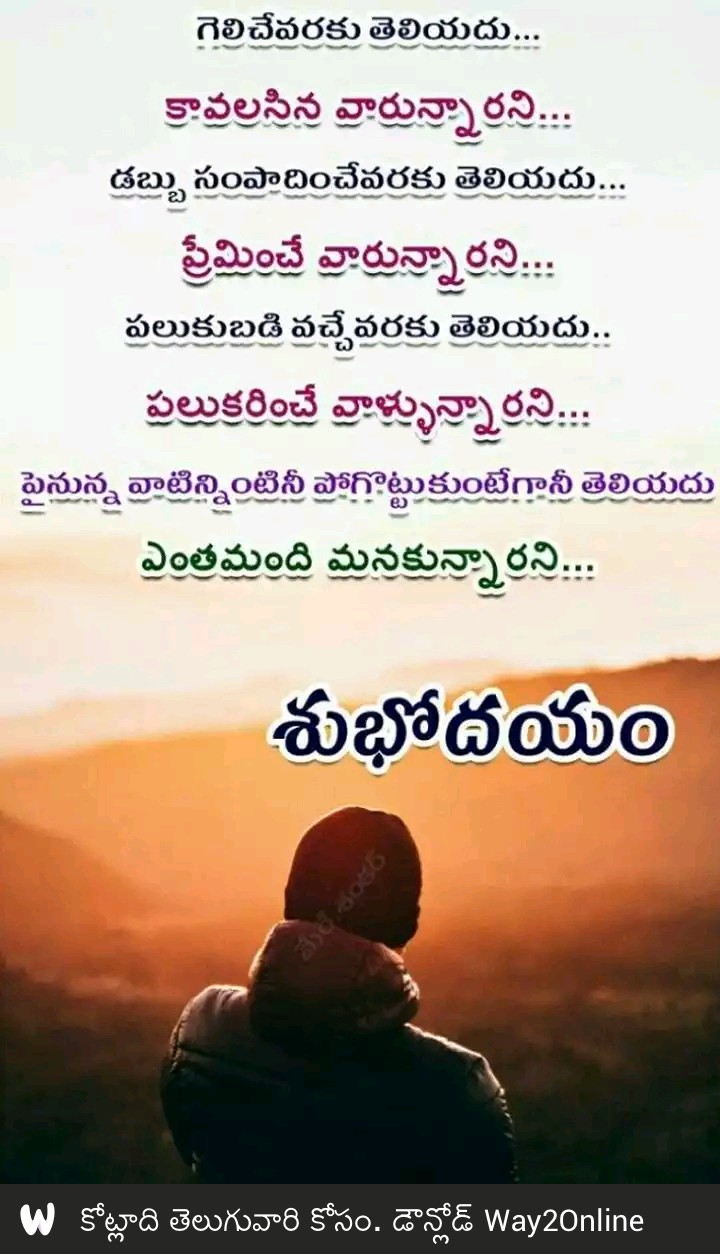 గెలిచేవరకు తెలియదు...
కావలసిన వారున్నారని...
డబ్బు సంపాదించేవరకు తెలియదు...
ప్రేమించే వారున్నారని...
పలుకుబడి వచ్చేవరకు తెలియదు..
పలుకరించే వాళ్ళున్నారని...
పైనున్న వాటిన్నింటినీ పోగొట్టుకుంటేగానీ తెలియదు
ఎంతమంది మనకున్నారని...
శుభోదయం
W కోట్లాది తెలుగువారి కోసం. డౌన్లోడ్ Way2Online